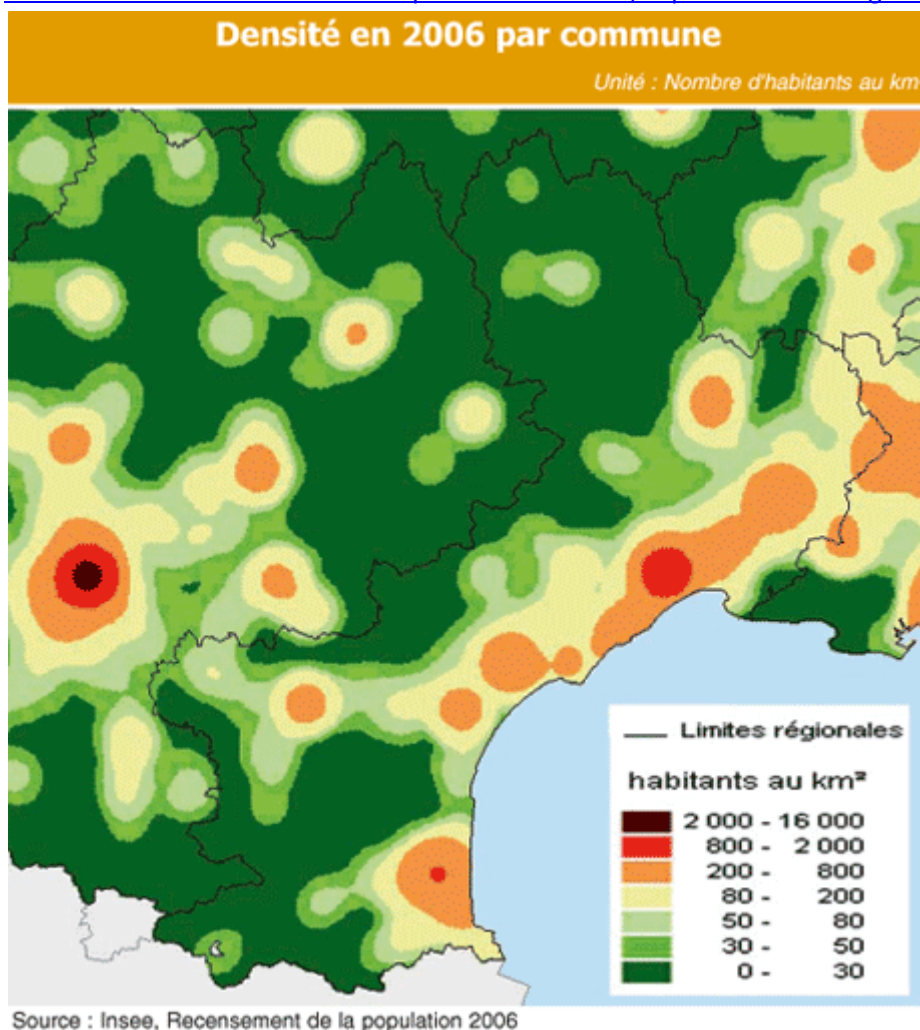 Densité en 2006 par commune
Unité : Nombre d'habitants au km
Limites régionales
habitants au km²
2 000 - 16 000
800 - 2 000
200 - 800
80 - 200
50 - 80
30 - 50
0 - 30
Source : Insee, Recensement de la population 2006